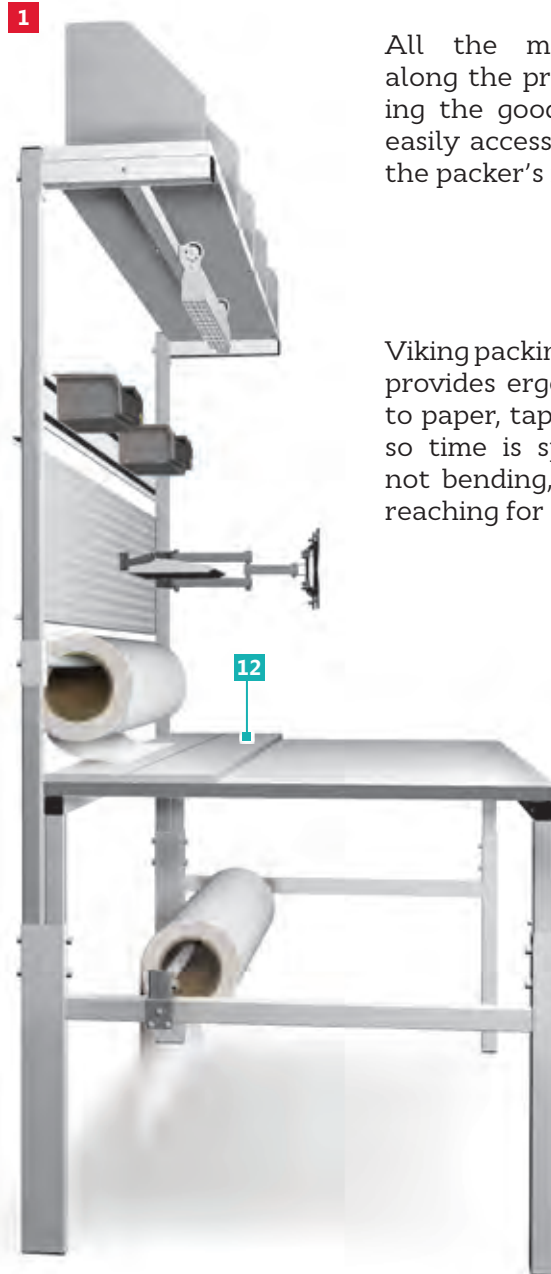 1
All the m
along the pr
ing the good
easily access
the packer's
Viking packin
provides erg
to paper, tap
so time is s
not bending,
reaching for
12